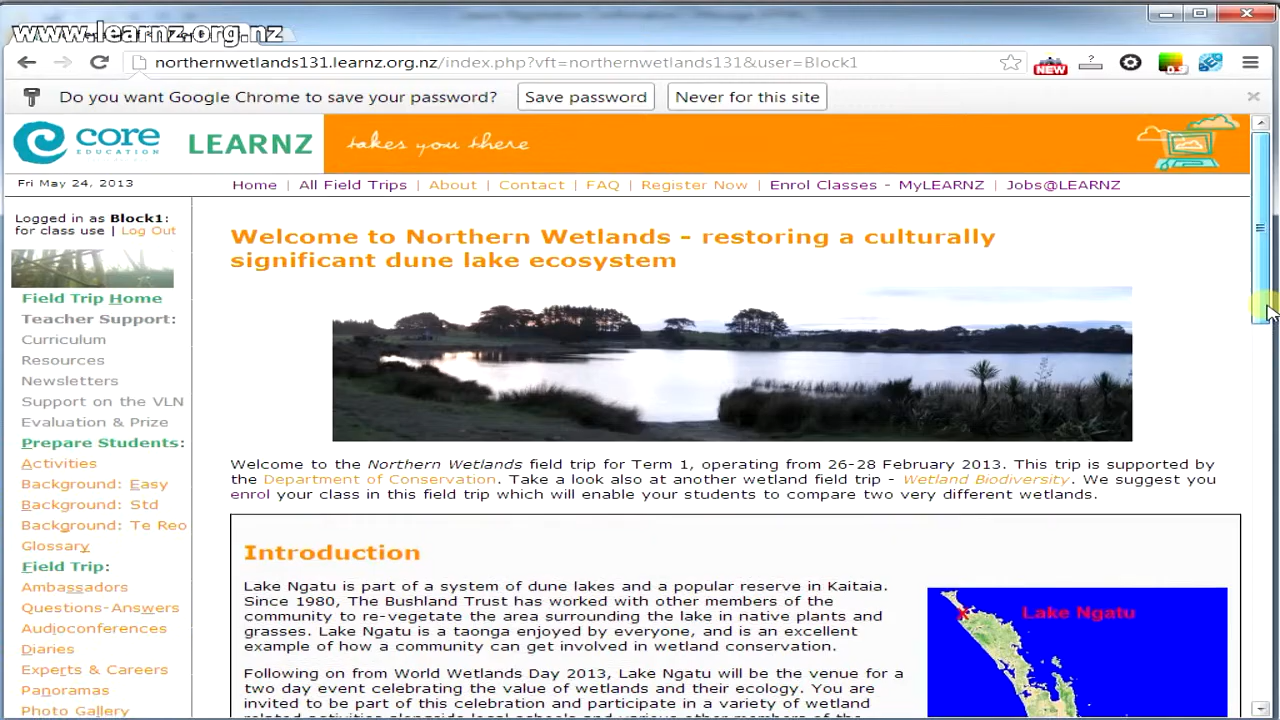 www.learnz.org.nz
northernwetlands131.learnz.org.nz/index.php?vft=northernwetlands131&user=Block1
NEW
?
0.9
Do you want Google Chrome to save your password?
Save password
Never for this site
core
EDUCATION
LEARNZ
takes you there
Fri May 24, 2013
Home | All Field Trips | About | Contact | FAQ | Register Now | Enrol Classes - MyLEARNZ | Jobs@LEARNZ
Logged in as Block1:
for class use | Log Out
Field Trip Home
Teacher Support:
Curriculum
Resources
Newsletters
Support on the VLN
Evaluation & Prize
Prepare Students:
Activities
Background: Easy
Background: Std
Background: Te Reo
Glossary
Field Trip:
Ambassadors
Questions-Answers
Audioconferences
Diaries
Experts & Careers
Panoramas
Photo Gallery
Welcome to Northern Wetlands - restoring a culturally
significant dune lake ecosystem
Welcome to the Northern Wetlands field trip for Term 1, operating from 26-28 February 2013. This trip is supported by
the Department of Conservation. Take a look also at another wetland field trip - Wetland Biodiversity. We suggest you
enrol your class in this field trip which will enable your students to compare two very different wetlands.
Introduction
Lake Ngatu is part of a system of dune lakes and a popular reserve in Kaitaia.
Since 1980, The Bushland Trust has worked with other members of the
community to re-vegetate the area surrounding the lake in native plants and
grasses. Lake Ngatu is a taonga enjoyed by everyone, and is an excellent
example of how a community can get involved in wetland conservation.
Following on from World Wetlands Day 2013, Lake Ngatu will be the venue for a
two day event celebrating the value of wetlands and their ecology. You are
invited to be part of this celebration and participate in a variety of wetland
related activities alongside local schools and various other members of the
x Lake Ngatu